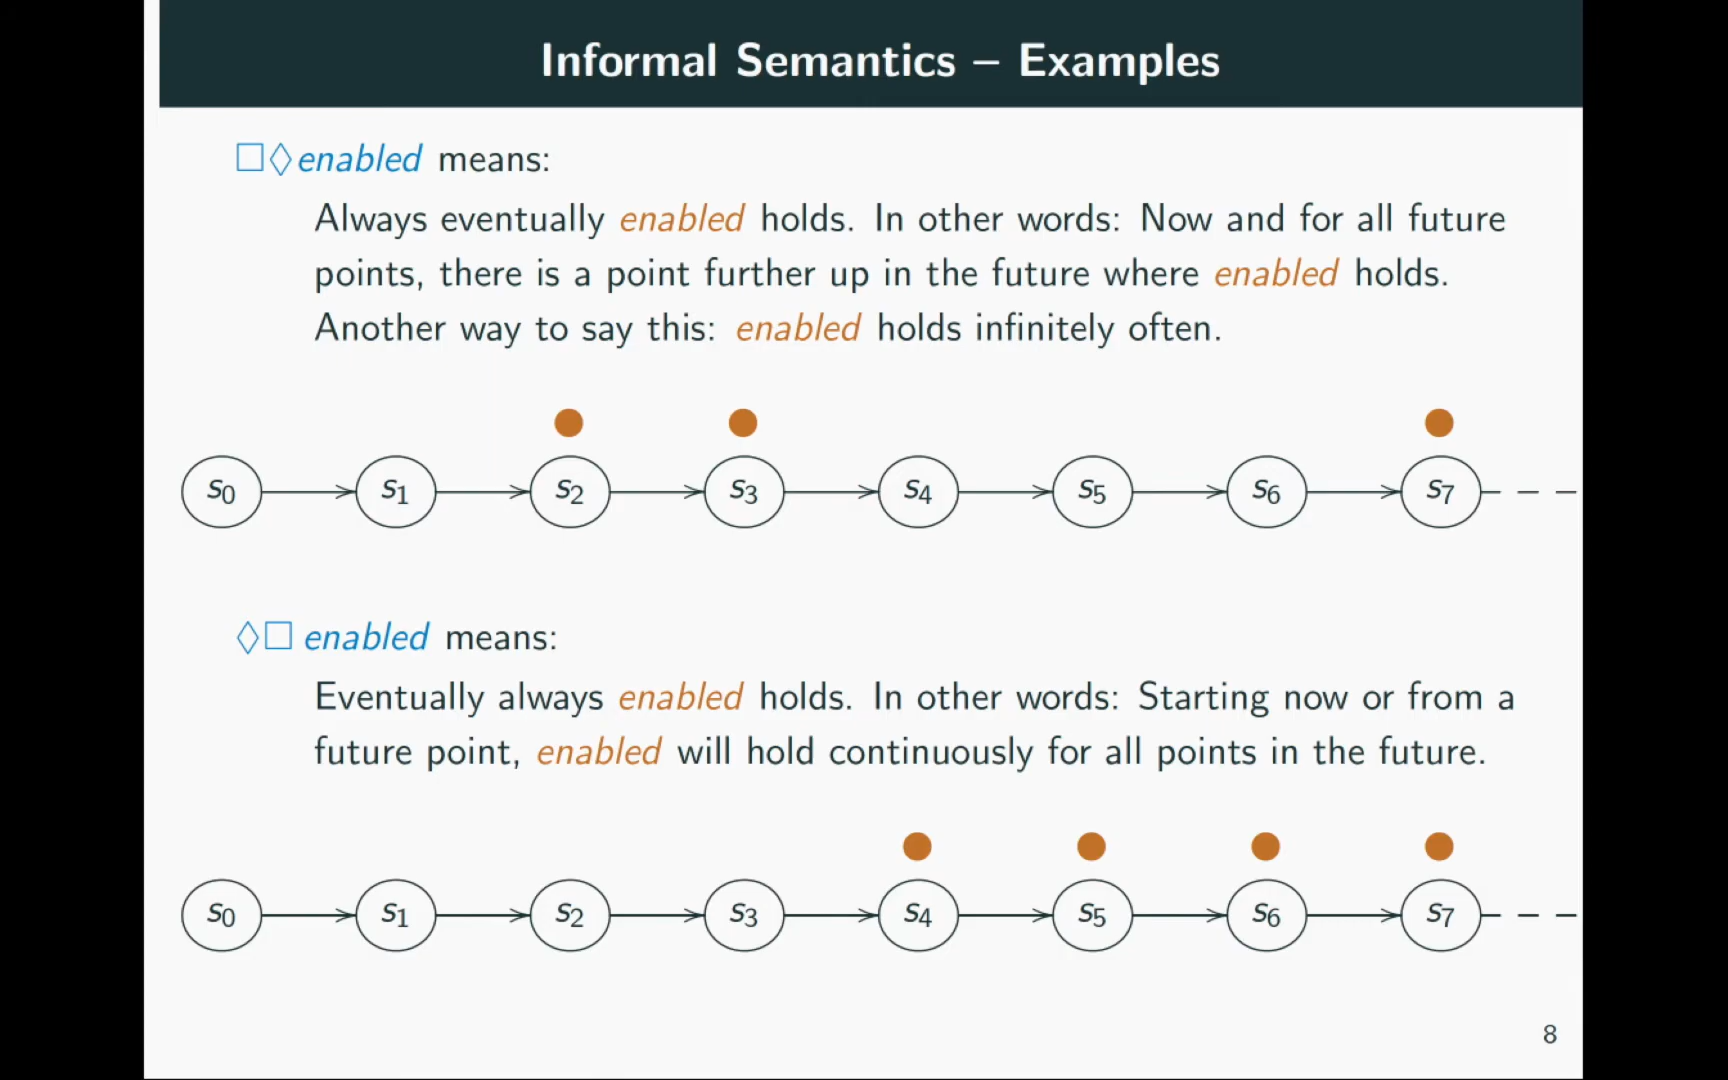 Informal Semantics – Examples
□◇enabled means:
Always eventually enabled holds. In other words: Now and for all future
points, there is a point further up in the future where enabled holds.
Another way to say this: enabled holds infinitely often.
s₀ s₁ s₂ s₃ s₄ s₅ s₆ s₇
◇□ enabled means:
Eventually always enabled holds. In other words: Starting now or from a
future point, enabled will hold continuously for all points in the future.
s₀ s₁ s₂ s₃ s₄ s₅ s₆ s₇
8